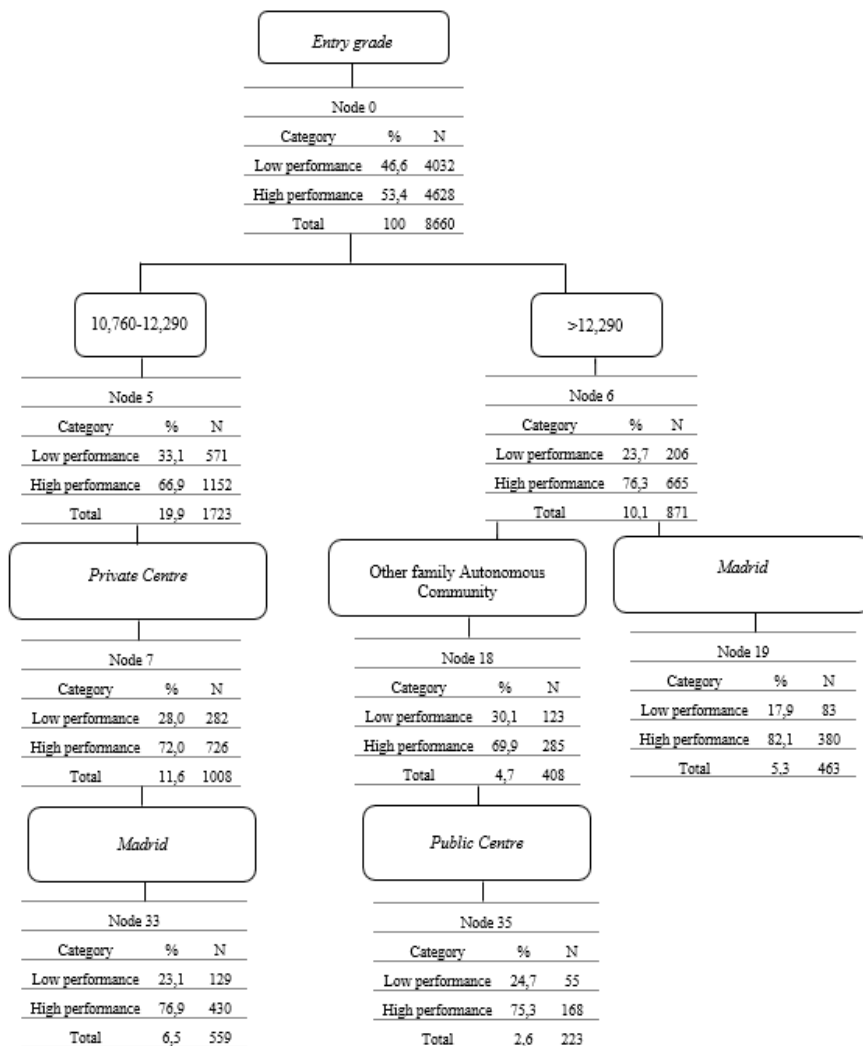 Entry grade
Node 0
Category % N
Low performance 46,6 4032
High performance 53,4 4628
Total 100 8660
10,760-12,290
Node 5
Category % N
Low performance 33,1 571
High performance 66,9 1152
Total 19,9 1723
>12,290
Node 6
Category % N
Low performance 23,7 206
High performance 76,3 665
Total 10,1 871
Private Centre
Node 7
Category % N
Low performance 28,0 282
High performance 72,0 726
Total 11,6 1008
Other family Autonomous
Community
Node 18
Category % N
Low performance 30,1 123
High performance 69,9 285
Total 4,7 408
Madrid
Node 19
Category % N
Low performance 17,9 83
High performance 82,1 380
Total 5,3 463
Madrid
Node 33
Category % N
Low performance 23,1 129
High performance 76,9 430
Total 6,5 559
Public Centre
Node 35
Category % N
Low performance 24,7 55
High performance 75,3 168
Total 2,6 223